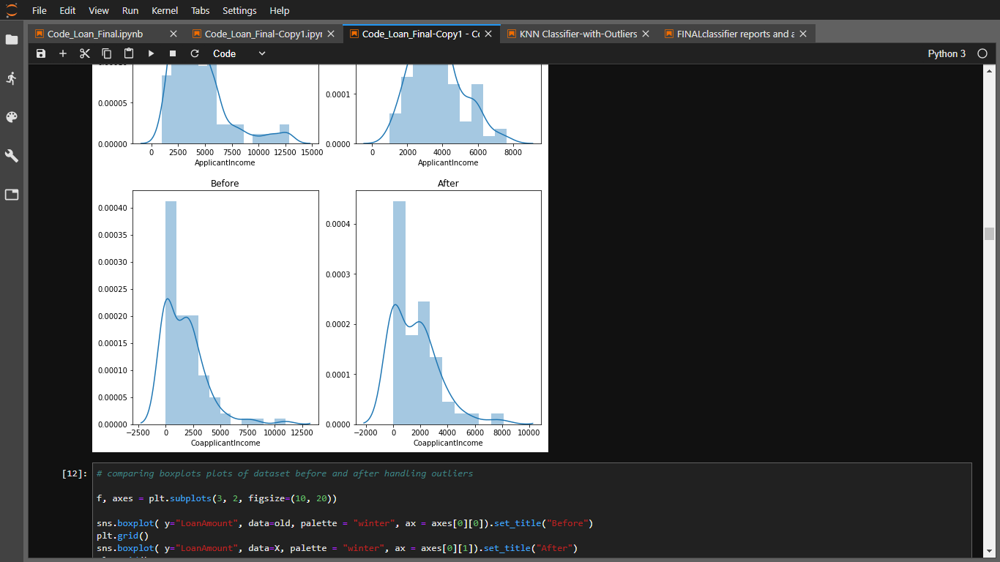 File Edit View Run Kernel Tabs Settings Help
Code_Loan_Final.ipynb Code_Loan_Final-Copy1.ipyn Code_Loan_Final-Copy1 - Co KNN Classifier-with-Outliers FINALclassifier reports and a
Code Python 3
0.00005 0.0001
0.00000 0.0000
0 2500 5000 7500 10000 12500 15000 0 2000 4000 6000 8000
ApplicantIncome ApplicantIncome
Before After
0.00040
0.00035
0.00030
0.00025
0.00020
0.00015
0.00010
0.00005
0.00000
−2500 0 2500 5000 7500 10000 12500
CoapplicantIncome
0.0004
0.0003
0.0002
0.0001
0.0000
−2000 0 2000 4000 6000 8000 10000
CoapplicantIncome
[12]: # comparing boxplots plots of dataset before and after handling outliers
f, axes = plt.subplots(3, 2, figsize=(10, 20))
sns.boxplot( y="LoanAmount", data=old, palette = "winter", ax = axes[0][0]).set_title("Before")
plt.grid()
sns.boxplot( y="LoanAmount", data=X, palette = "winter", ax = axes[0][1]).set_title("After")